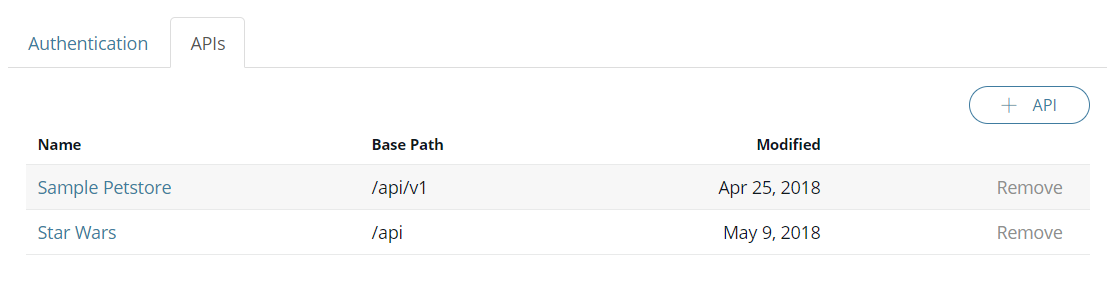 Authentication APIs
+ API
Name Base Path Modified
Sample Petstore /api/v1 Apr 25, 2018 Remove
Star Wars /api May 9, 2018 Remove